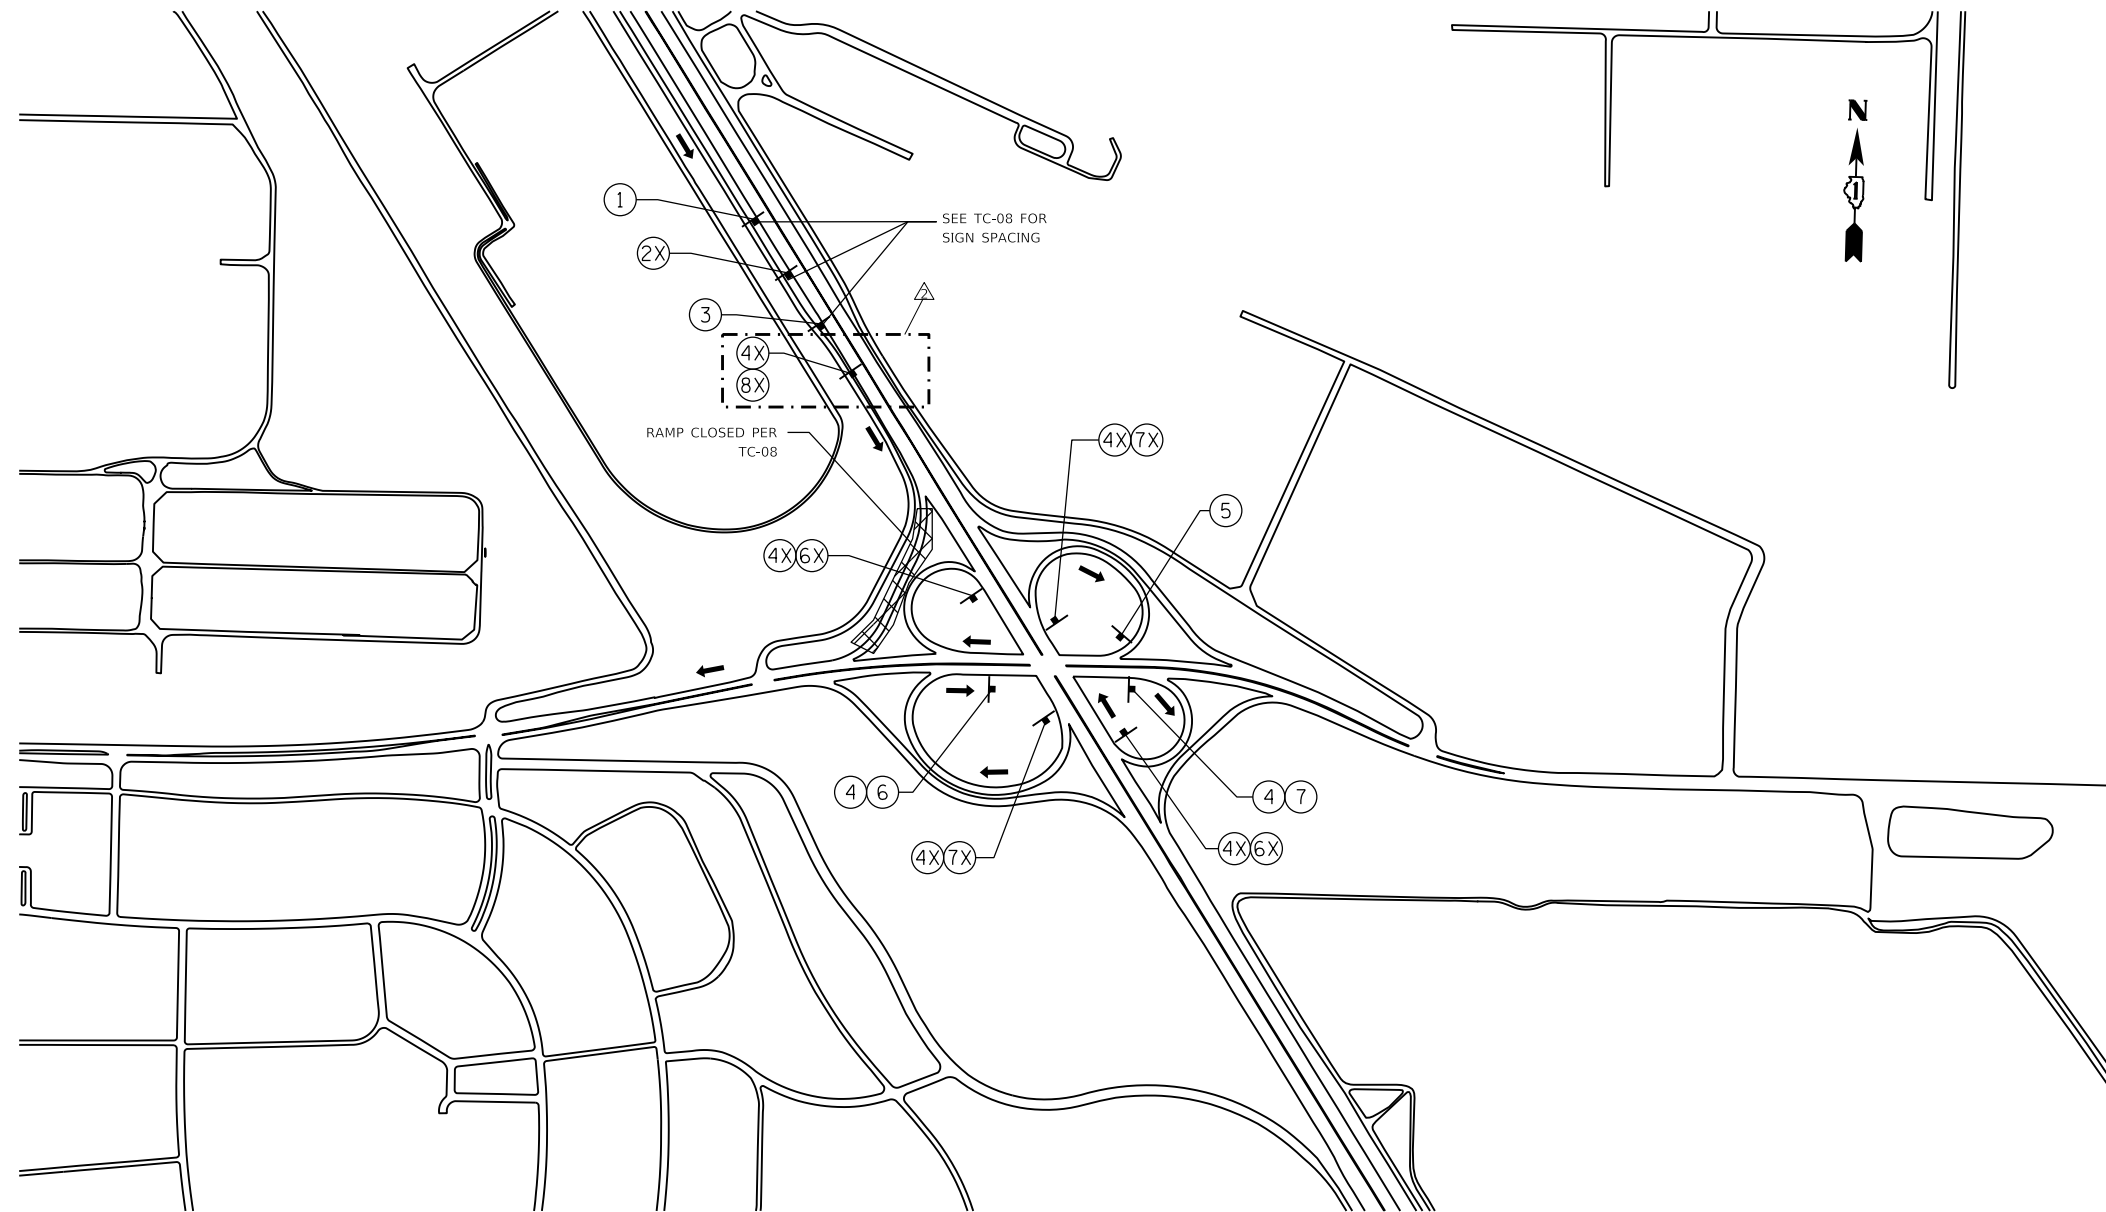 N
1
1
SEE TC-08 FOR
SIGN SPACING
2X
2
3
4X
8X
RAMP CLOSED PER
TC-08
4X 7X
5
4X 6X
4 6
4 7
4X 6X
4X 7X